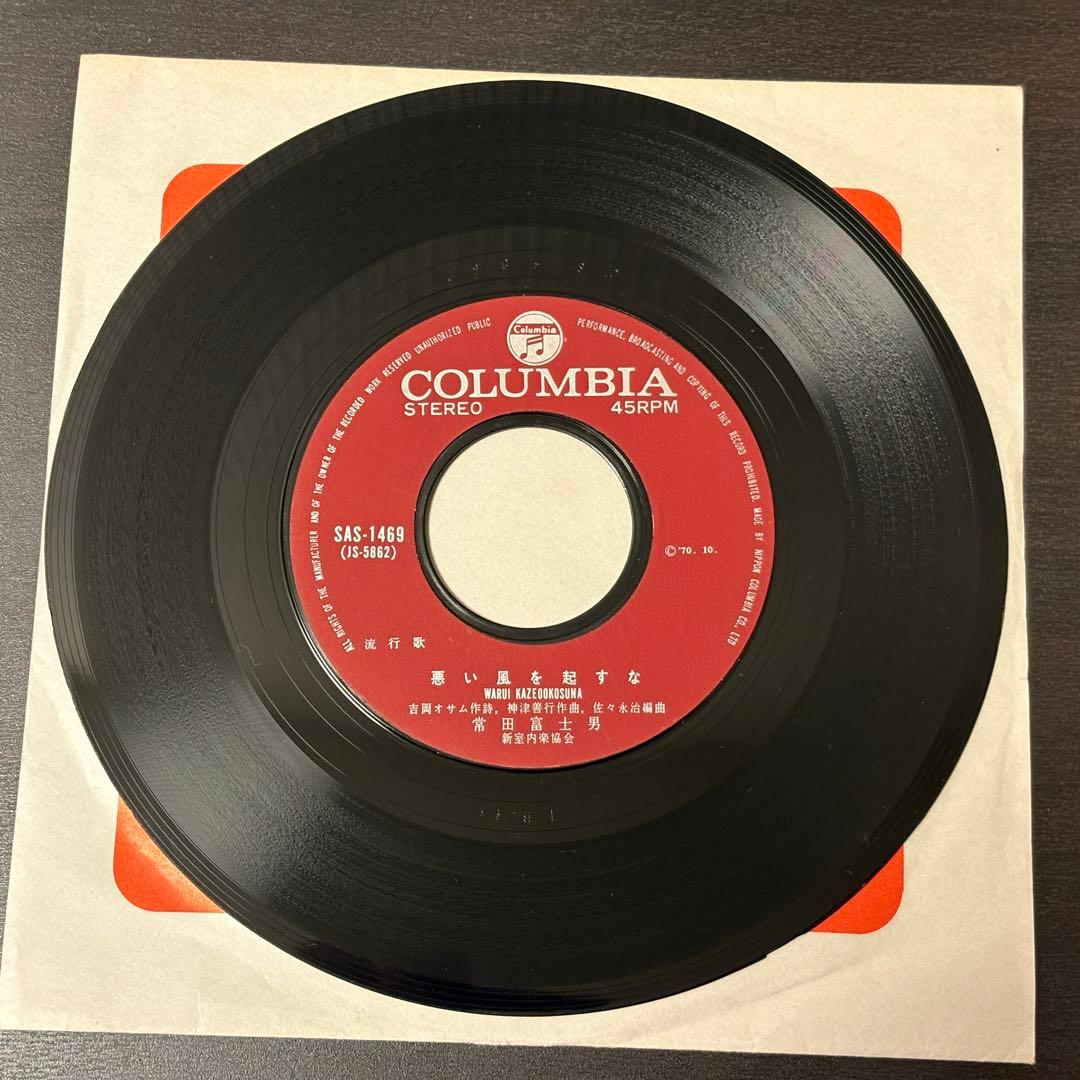 Columbia
COLUMBIA
STEREO 45RPM
ALL RIGHTS OF THE MANUFACTURER AND OF THE OWNER OF THE RECORDED WORK RESERVED UNAUTHORIZED PUBLIC PERFORMANCE, BROADCASTING AND COPYING OF THIS RECORD PROHIBITED. MADE BY NIPPON COLUMBIA CO., LTD
SAS-1469
(JS-5862)
Ⓒ'70. 10.
流行歌
悪い風を起すな
WARUI KAZEOOKOSUNA
吉岡オサム作詩, 神津善行作曲, 佐々永治編曲
常田富士男
新室内楽協会